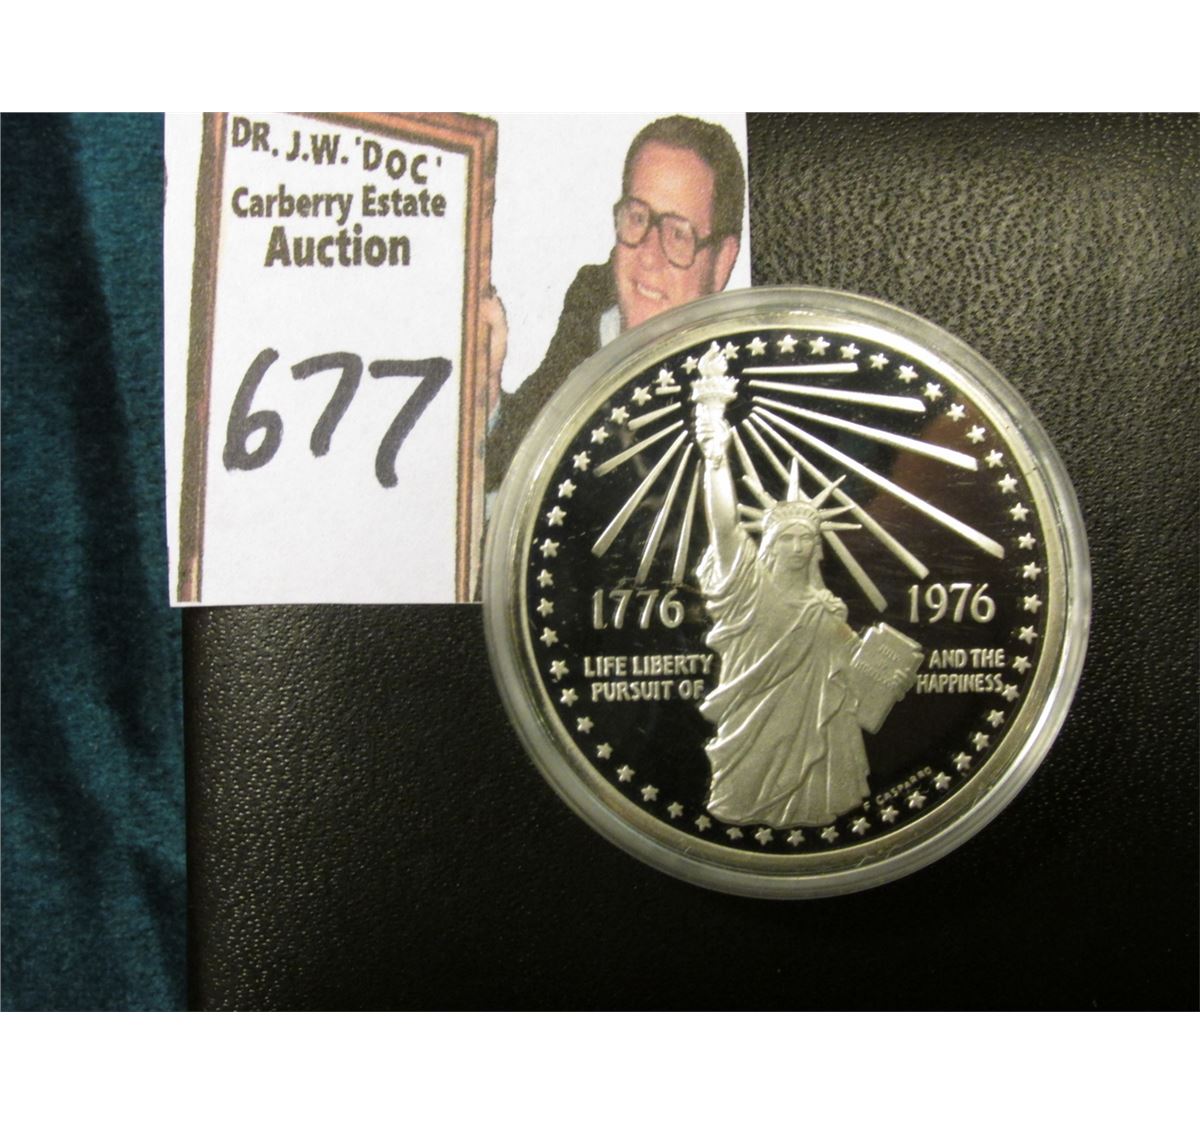 DR. J.W. 'DOC'
Carberry Estate
Auction
677
1776 1976
LIFE LIBERTY AND THE
PURSUIT OF HAPPINESS
F. GASPARRO